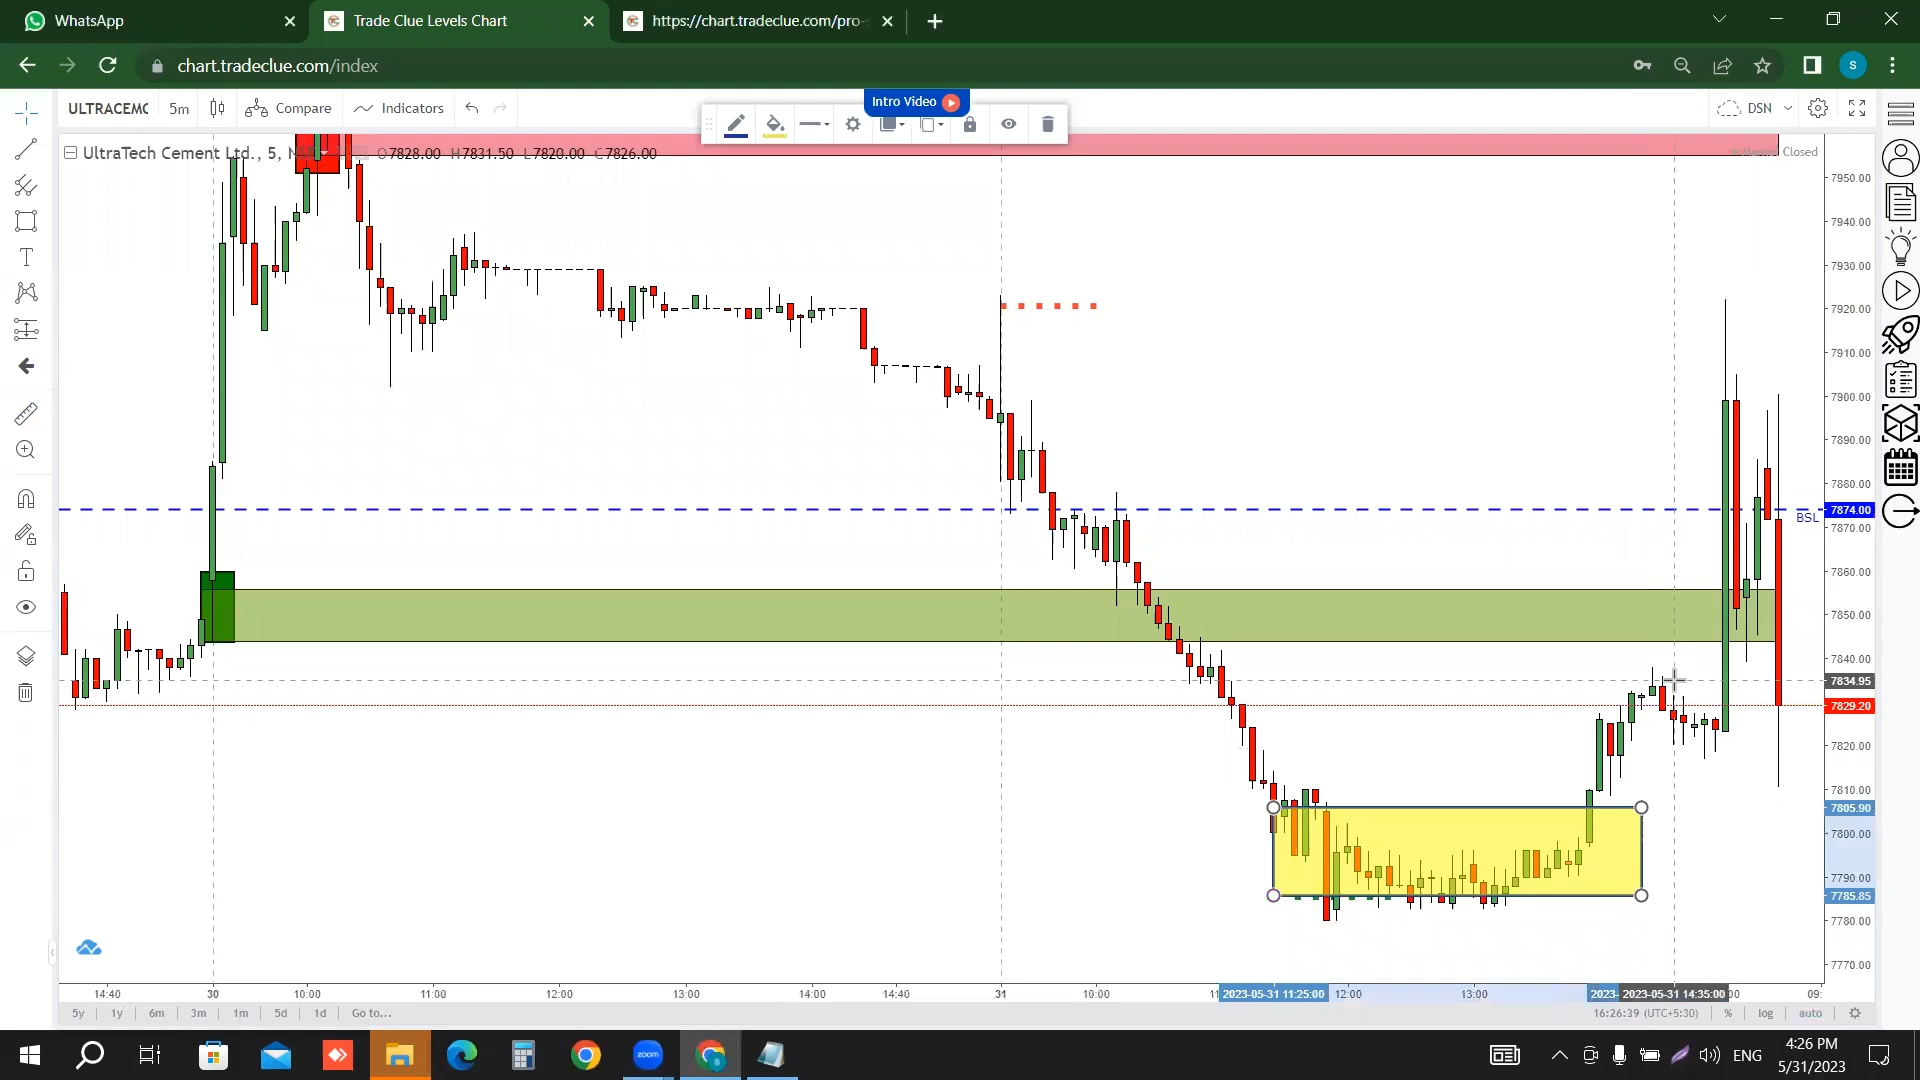 WhatsApp
Trade Clue Levels Chart
https://chart.tradeclue.com/pro-
chart.tradeclue.com/index
S
ULTRACEMC
5m
Compare
Indicators
Intro Video
DSN
UltraTech Cement Ltd., 5, O7828.00 H7831.50 L7820.00 C7826.00
Closed
7950.00
7940.00
7930.00
7920.00
7910.00
7900.00
7890.00
7880.00
7874.00
BSL
7870.00
7860.00
7850.00
7840.00
7834.95
7829.20
7820.00
7810.00
7805.90
7800.00
7790.00
7785.85
7780.00
7770.00
14:40 30 10:00 11:00 12:00 13:00 14:00 14:40 31 10:00 11 2023-05-31 11:25:00 12:00 13:00 2023- 2023-05-31 14:35:00 09:
5y 1y 6m 3m 1m 5d 1d Go to...
16:26:39 (UTC+5:30) % log auto
zoom
S
ENG
4:26 PM
5/31/2023